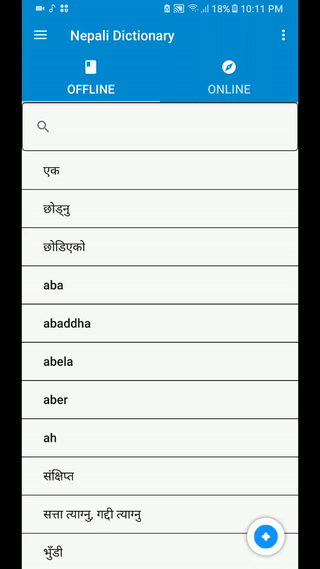 18% 10:11 PM
Nepali Dictionary
OFFLINE
ONLINE
एक
छोड्नु
छोडिएको
aba
abaddha
abela
aber
ah
संक्षिप्त
सत्ता त्याग्नु, गद्दी त्याग्नु
भुँडी